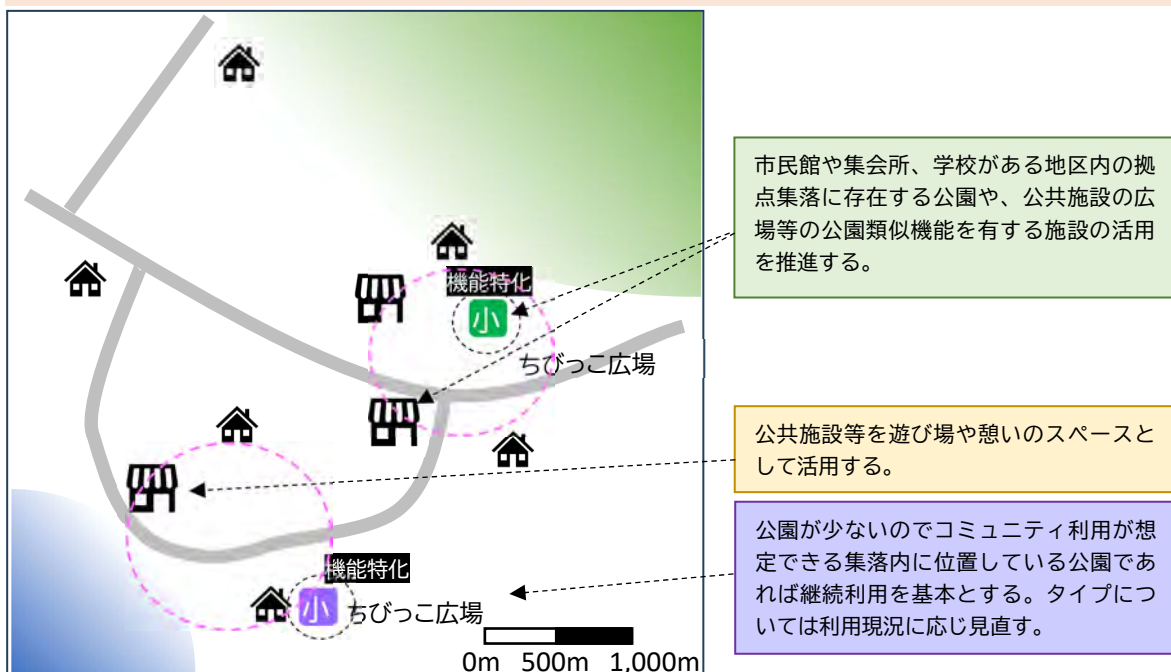 機能特化
小
ちびっこ広場
機能特化
小
ちびっこ広場
0m 500m 1,000m
市民館や集会所、学校がある地区内の拠
点集落に存在する公園や、公共施設の広
場等の公園類似機能を有する施設の活用
を推進する。
公共施設等を遊び場や憩いのスペースと
して活用する。
公園が少ないのでコミュニティ利用が想
定できる集落内に位置している公園であ
れば継続利用を基本とする。タイプにつ
いては利用現況に応じ見直す。